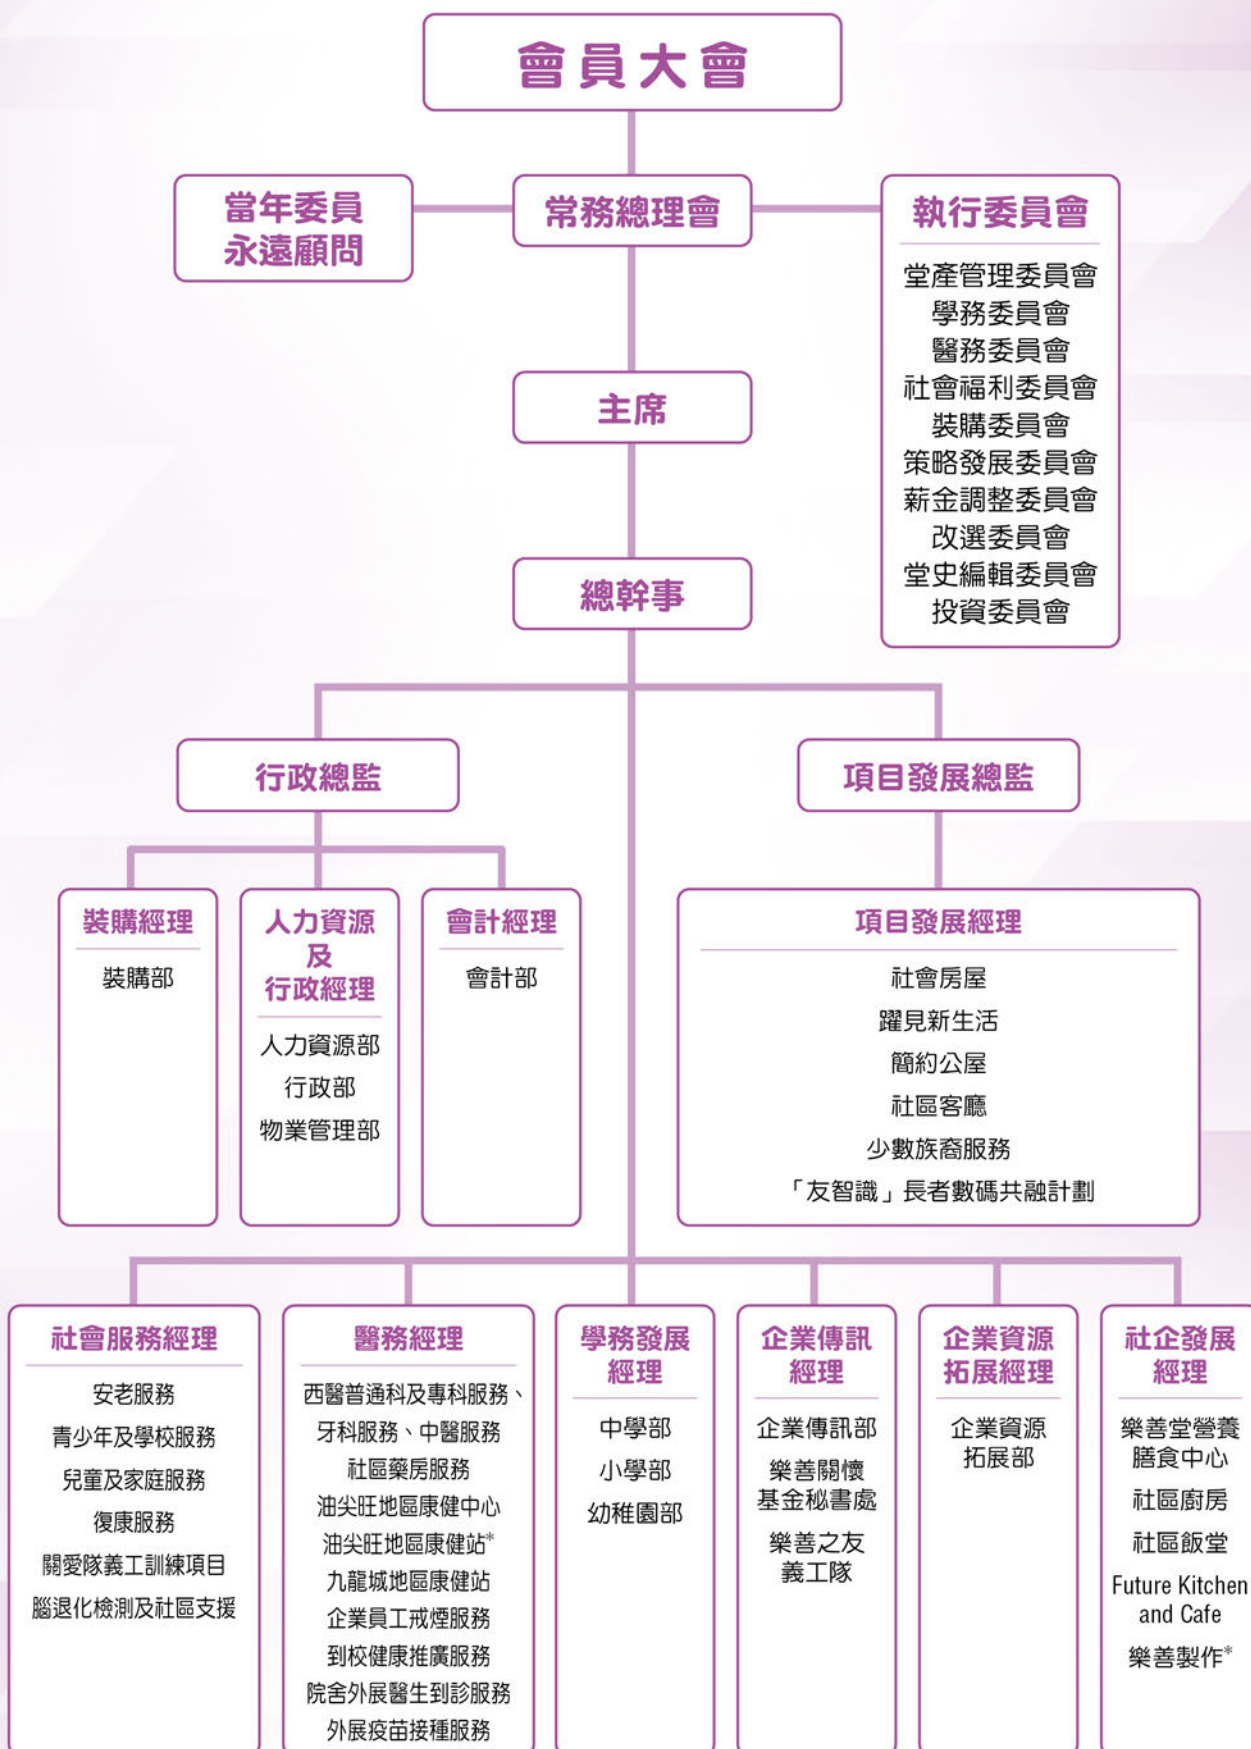 會員大會
當年委員
永遠顧問
常務總理會
執行委員會
堂產管理委員會
學務委員會
醫務委員會
社會福利委員會
裝購委員會
策略發展委員會
薪金調整委員會
改選委員會
堂史編輯委員會
投資委員會
主席
總幹事
行政總監
項目發展總監
裝購經理
裝購部
人力資源
及
行政經理
人力資源部
行政部
物業管理部
會計經理
會計部
項目發展經理
社會房屋
躍見新生活
簡約公屋
社區客廳
少數族裔服務
「友智識」長者數碼共融計劃
社會服務經理
安老服務
青少年及學校服務
兒童及家庭服務
復康服務
關愛隊義工訓練項目
腦退化檢測及社區支援
醫務經理
西醫普通科及專科服務、
牙科服務、中醫服務
社區藥房服務
油尖旺地區康健中心
油尖旺地區康健站*
九龍城地區康健站
企業員工戒煙服務
到校健康推廣服務
院舍外展醫生到診服務
外展疫苗接種服務
學務發展
經理
中學部
小學部
幼稚園部
企業傳訊
經理
企業傳訊部
樂善關懷
基金秘書處
樂善之友
義工隊
企業資源
拓展經理
企業資源
拓展部
社企發展
經理
樂善堂營養
膳食中心
社區廚房
社區飯堂
Future Kitchen
and Cafe
樂善製作*